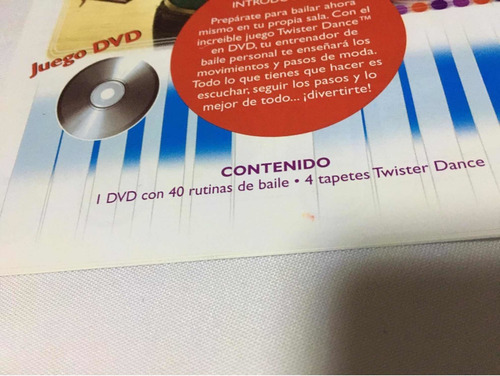 INTRODU
Prepárate para bailar ahora
mismo en tu propia sala. Con el
increíble juego Twister Dance™
en DVD, tu entrenador de
baile personal te enseñará los
movimientos y pasos de moda.
Todo lo que tienes que hacer es
escuchar, seguir los pasos y lo
mejor de todo... ¡divertirte!
Juego DVD
CONTENIDO
1 DVD con 40 rutinas de baile • 4 tapetes Twister Dance